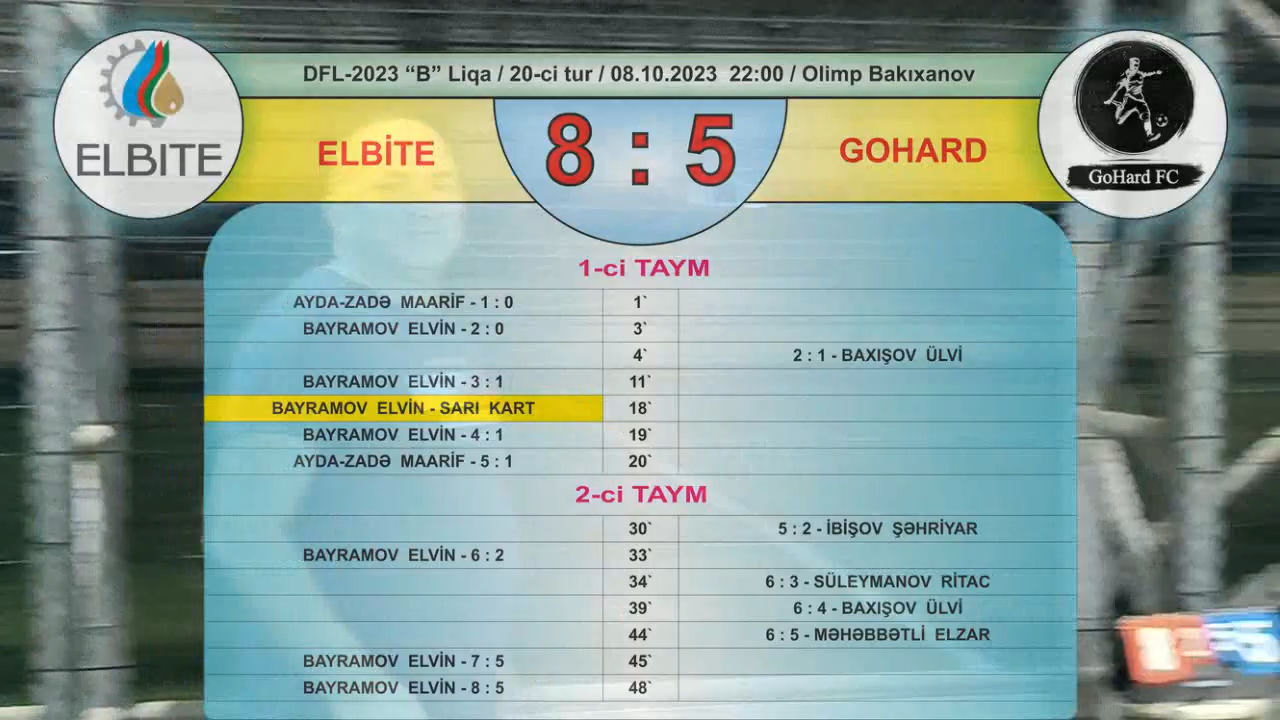 DFL-2023 “B” Liqa / 20-ci tur / 08.10.2023 22:00 / Olimp Bakıxanov
ELBITE
ELBİTE
8 : 5
GOHARD
GoHard FC
1-ci TAYM
AYDA-ZADƏ MAARİF - 1 : 0 1`
BAYRAMOV ELVİN - 2 : 0 3`
4` 2 : 1 - BAXIŞOV ÜLVİ
BAYRAMOV ELVİN - 3 : 1 11`
BAYRAMOV ELVİN - SARI KART 18`
BAYRAMOV ELVİN - 4 : 1 19`
AYDA-ZADƏ MAARİF - 5 : 1 20`
2-ci TAYM
30` 5 : 2 - İBİŞOV ŞƏHRİYAR
BAYRAMOV ELVİN - 6 : 2 33`
34` 6 : 3 - SÜLEYMANOV RİTAC
39` 6 : 4 - BAXIŞOV ÜLVİ
44` 6 : 5 - MƏHƏBBƏTLİ ELZAR
BAYRAMOV ELVİN - 7 : 5 45`
BAYRAMOV ELVİN - 8 : 5 48`